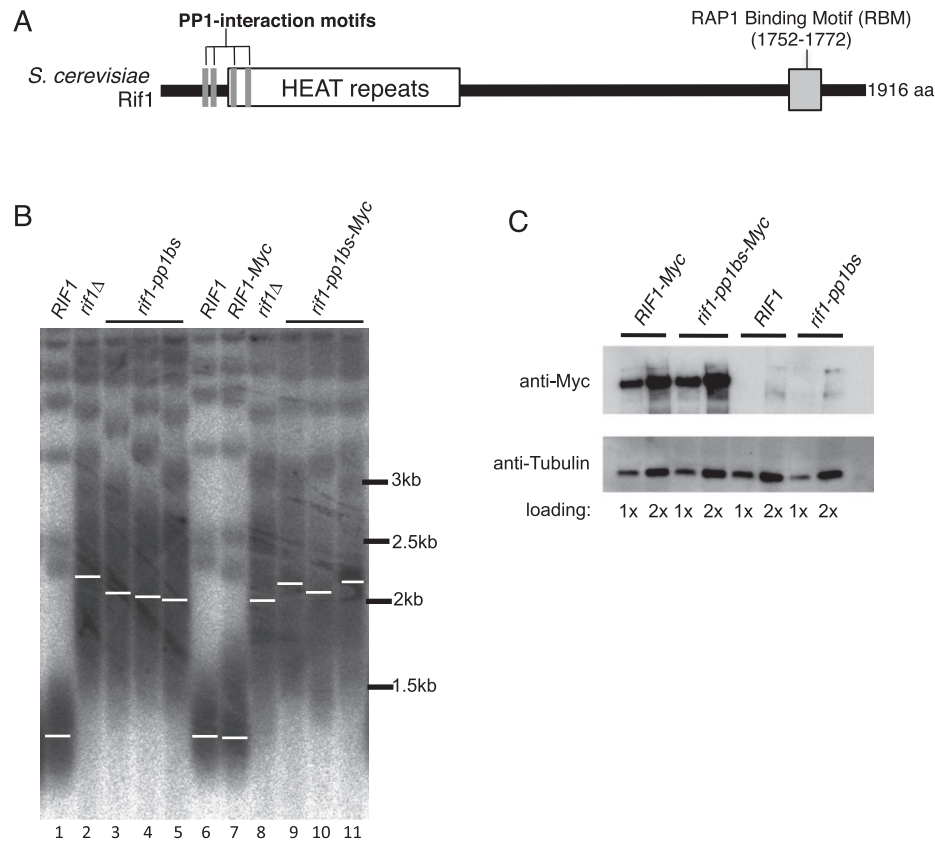 A
PP1-interaction motifs
RAP1 Binding Motif (RBM)
(1752-1772)
S. cerevisiae
Rif1
HEAT repeats
1916 aa
B
RIF1
rif1Δ
rif1-pp1bs
RIF1
RIF1-Myc
rif1Δ
rif1-pp1bs-Myc
3kb
2.5kb
2kb
1.5kb
1 2 3 4 5 6 7 8 9 10 11
C
RIF1-Myc
rif1-pp1bs-Myc
RIF1
rif1-pp1bs
anti-Myc
anti-Tubulin
loading: 1x 2x 1x 2x 1x 2x 1x 2x